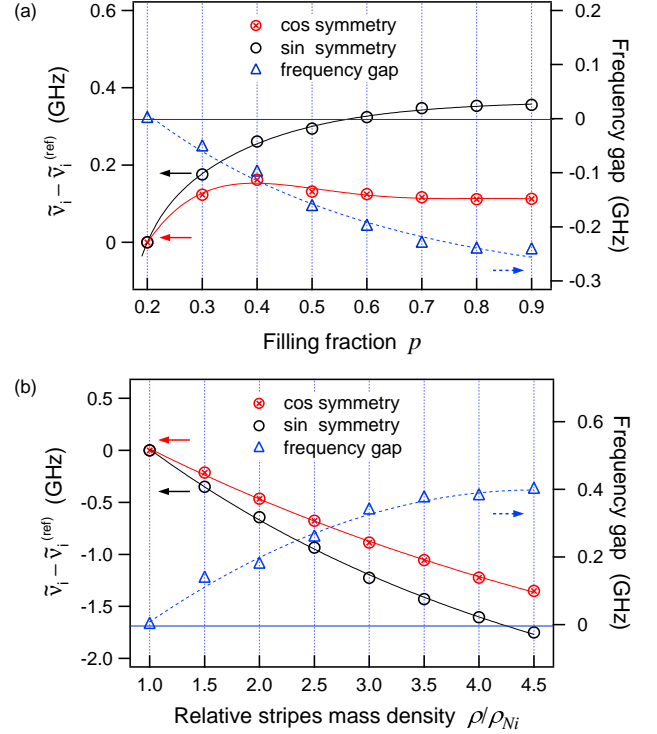 (a)
cos symmetry
sin symmetry
frequency gap
0.6
0.4
0.2
0
ṽi – ṽi(ref) (GHz)
0.2
0.1
0
-0.1
-0.2
-0.3
Frequency gap (GHz)
0.2 0.3 0.4 0.5 0.6 0.7 0.8 0.9
Filling fraction p
(b)
cos symmetry
sin symmetry
frequency gap
0.5
0
-0.5
-1.0
-1.5
-2.0
ṽi – ṽi(ref) (GHz)
0.6
0.4
0.2
0
Frequency gap (GHz)
1.0 1.5 2.0 2.5 3.0 3.5 4.0 4.5
Relative stripes mass density ρ/ρNi